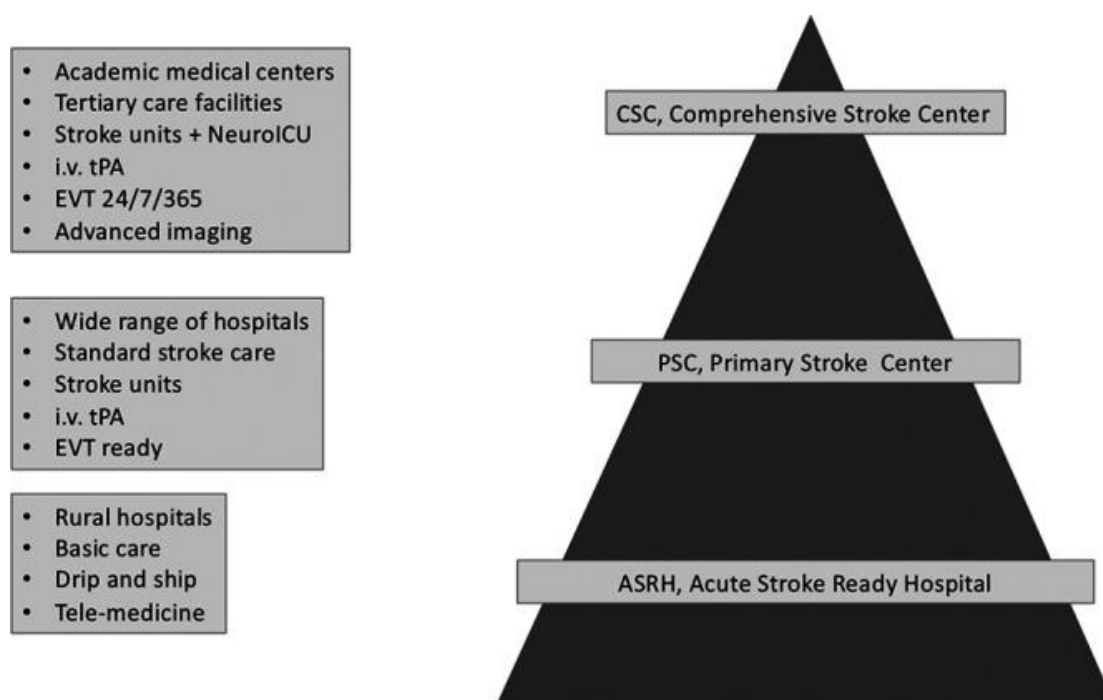 • Academic medical centers
• Tertiary care facilities
• Stroke units + NeuroICU
• i.v. tPA
• EVT 24/7/365
• Advanced imaging
CSC, Comprehensive Stroke Center
• Wide range of hospitals
• Standard stroke care
• Stroke units
• i.v. tPA
• EVT ready
PSC, Primary Stroke Center
• Rural hospitals
• Basic care
• Drip and ship
• Tele-medicine
ASRH, Acute Stroke Ready Hospital